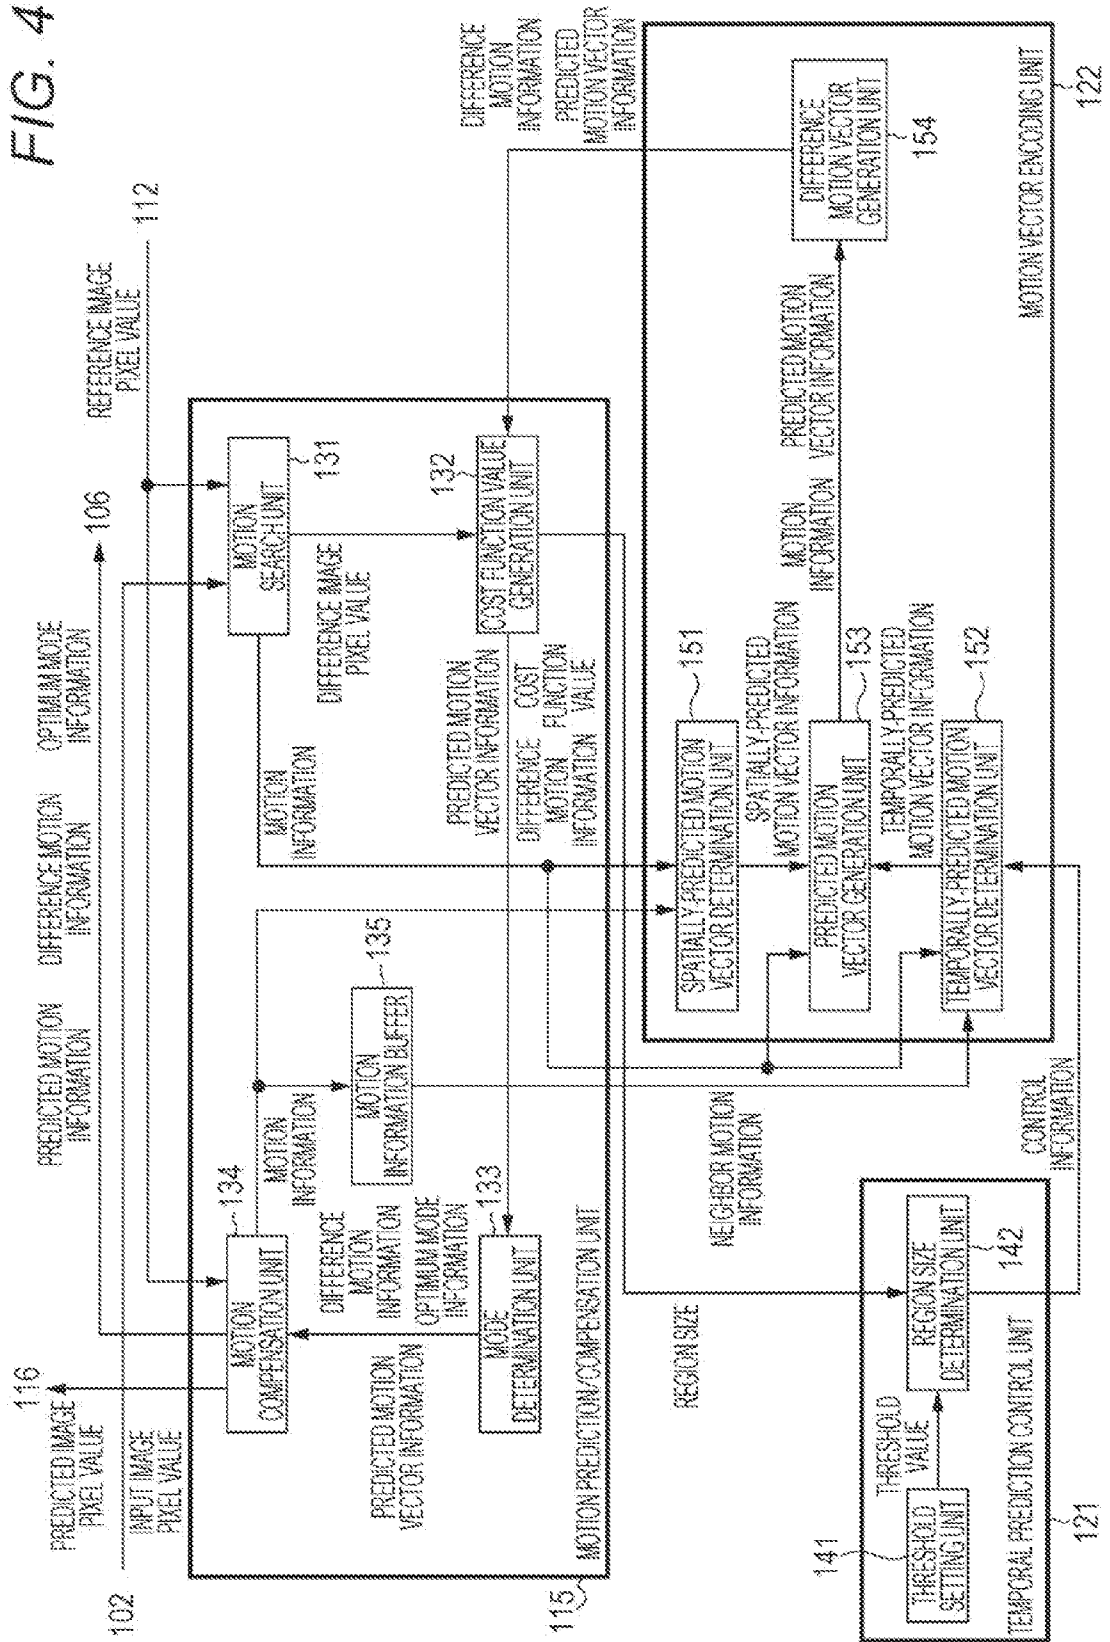 FIG. 4
116
PREDICTED IMAGE
PIXEL VALUE
PREDICTED MOTION
INFORMATION
DIFFERENCE MOTION
INFORMATION
OPTIMUM MODE
INFORMATION
106
REFERENCE IMAGE
PIXEL VALUE
112
102
INPUT IMAGE
PIXEL VALUE
MOTION
COMPENSATION UNIT
134
MOTION
INFORMATION
MOTION
INFORMATION BUFFER
135
MOTION
INFORMATION
MOTION
SEARCH UNIT
131
DIFFERENCE IMAGE
PIXEL VALUE
PREDICTED MOTION
VECTOR INFORMATION
DIFFERENCE
MOTION
INFORMATION
OPTIMUM MODE
INFORMATION
MODE
DETERMINATION UNIT
133
PREDICTED MOTION
VECTOR INFORMATION
DIFFERENCE
MOTION
INFORMATION
COST
FUNCTION
VALUE
132
COST FUNCTION VALUE
GENERATION UNIT
DIFFERENCE
MOTION
INFORMATION
PREDICTED
MOTION VECTOR
INFORMATION
115
MOTION PREDICTION/COMPENSATION UNIT
REGION SIZE
NEIGHBOR MOTION
INFORMATION
SPATIALLY-PREDICTED MOTION
VECTOR DETERMINATION UNIT
151
SPATIALLY-PREDICTED
MOTION VECTOR INFORMATION
PREDICTED MOTION
VECTOR GENERATION UNIT
153
TEMPORALLY-PREDICTED
MOTION VECTOR INFORMATION
TEMPORALLY-PREDICTED MOTION
VECTOR DETERMINATION UNIT
152
MOTION
INFORMATION
PREDICTED MOTION
VECTOR INFORMATION
DIFFERENCE
MOTION VECTOR
GENERATION UNIT
154
MOTION VECTOR ENCODING UNIT
122
141
THRESHOLD
SETTING UNIT
THRESHOLD
VALUE
REGION SIZE
DETERMINATION UNIT
142
CONTROL
INFORMATION
TEMPORAL PREDICTION CONTROL UNIT
121